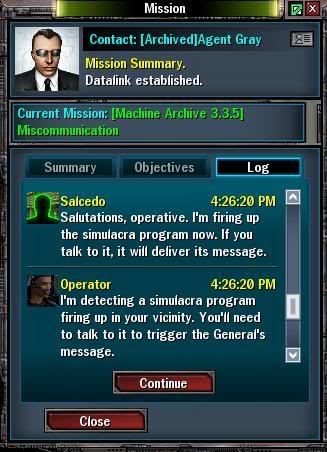 Mission
Contact: [Archived]Agent Gray
Mission Summary.
Datalink established.
Current Mission: [Machine Archive 3.3.5]
Miscommunication
Summary
Objectives
Log
Salcedo 4:26:20 PM
Salutations, operative. I'm firing up
the simulacra program now. If you
talk to it, it will deliver its message.
Operator 4:26:20 PM
I'm detecting a simulacra program
firing up in your vicinity. You'll need
to talk to it to trigger the General's
message.
Continue
Close